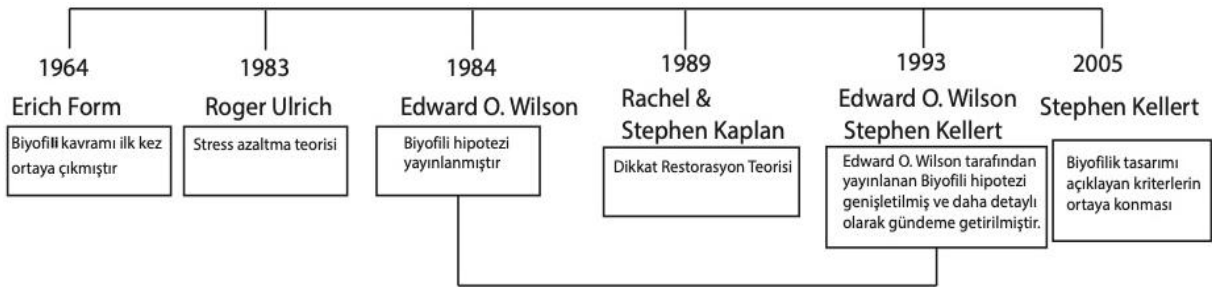 1964
Erich Form
Biyofili kavramı ilk kez
ortaya çıkmıştır
1983
Roger Ulrich
Stress azaltma teorisi
1984
Edward O. Wilson
Biyofili hipotezi
yayınlanmıştır
1989
Rachel &
Stephen Kaplan
Dikkat Restorasyon Teorisi
1993
Edward O. Wilson
Stephen Kellert
Edward O. Wilson tarafından
yayınlanan Biyofili hipotezi
genişletilmiş ve daha detaylı
olarak gündeme getirilmiştir.
2005
Stephen Kellert
Biyofilik tasarımı
açıklayan kriterlerin
ortaya konması